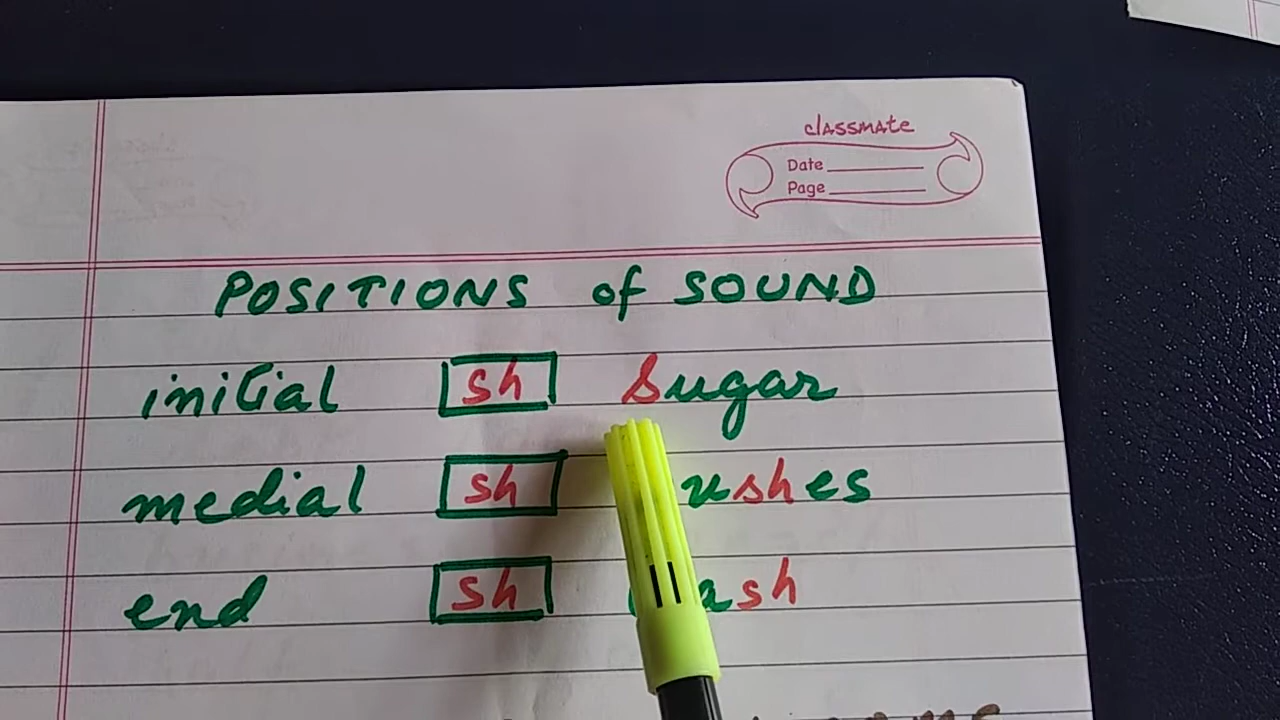 classmate
Date
Page
POSITIONS of SOUND
initial sh Sugar
medial sh ushes
end sh ash